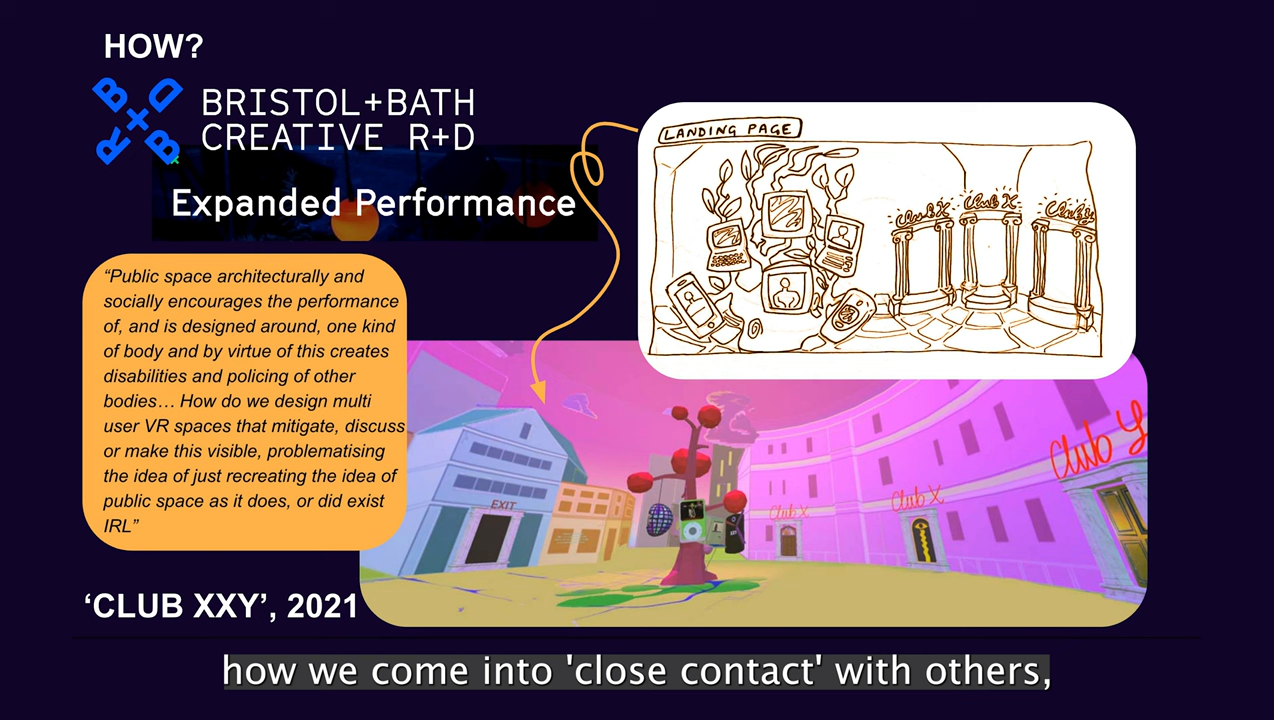 HOW?
BRISTOL+BATH
CREATIVE R+D
B
D
R
B
Expanded Performance
LANDING PAGE
Club X
Club X
Club Y
“Public space architecturally and
socially encourages the performance
of, and is designed around, one kind
of body and by virtue of this creates
disabilities and policing of other
bodies… How do we design multi
user VR spaces that mitigate, discuss
or make this visible, problematising
the idea of just recreating the idea of
public space as it does, or did exist
IRL”
EXIT
Club X
Club X
Club Y
‘CLUB XXY’, 2021
how we come into 'close contact' with others,